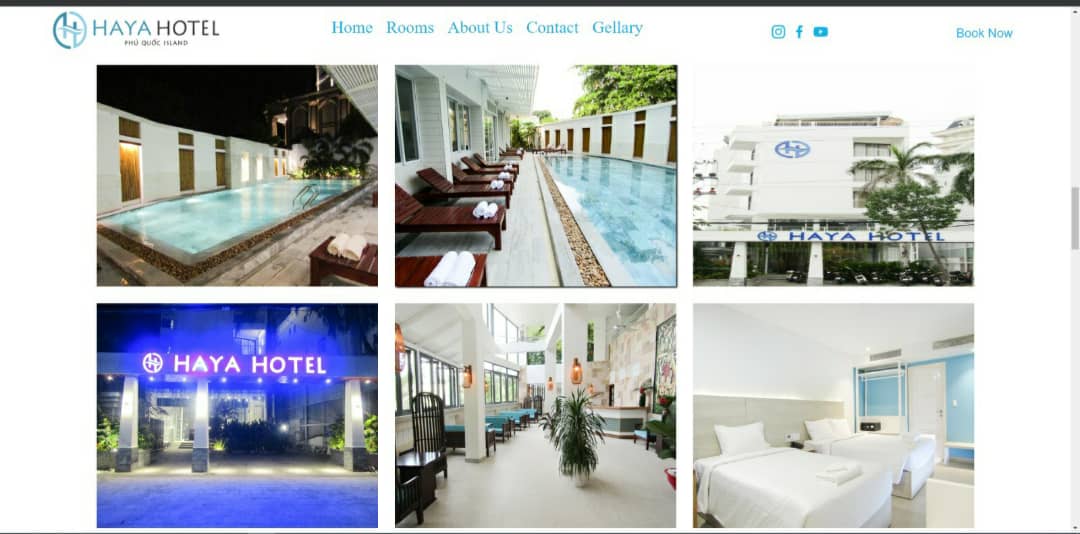 HAYA HOTEL
PHÚ QUỐC ISLAND
Home Rooms About Us Contact Gellary
Book Now
HAYA HOTEL
HAYA HOTEL